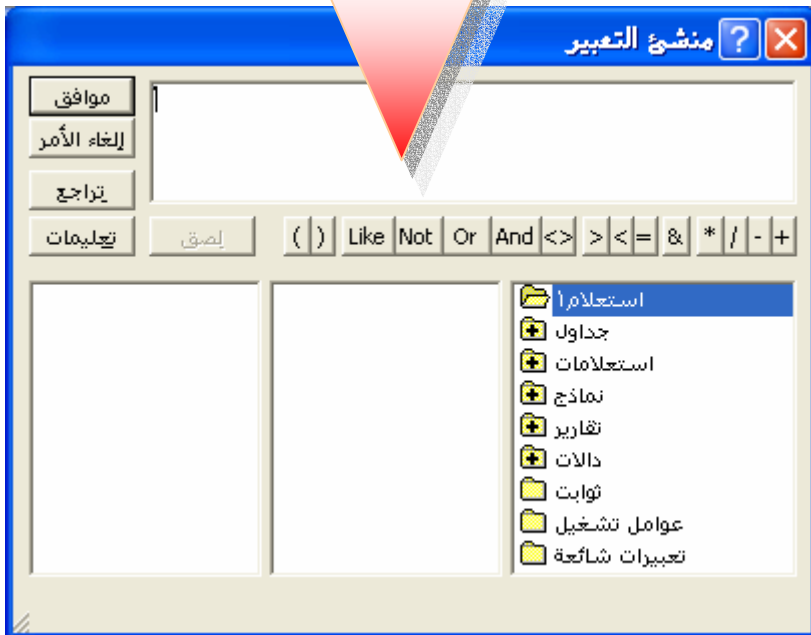 منشئ التعبير
موافق
إلغاء الأمر
تراجع
تعليمات
لصق
+ - / * & = < > <> And Or Not Like ) (
استعلام1
جداول
استعلامات
نماذج
تقارير
دالات
ثوابت
عوامل تشغيل
تعبيرات شائعة